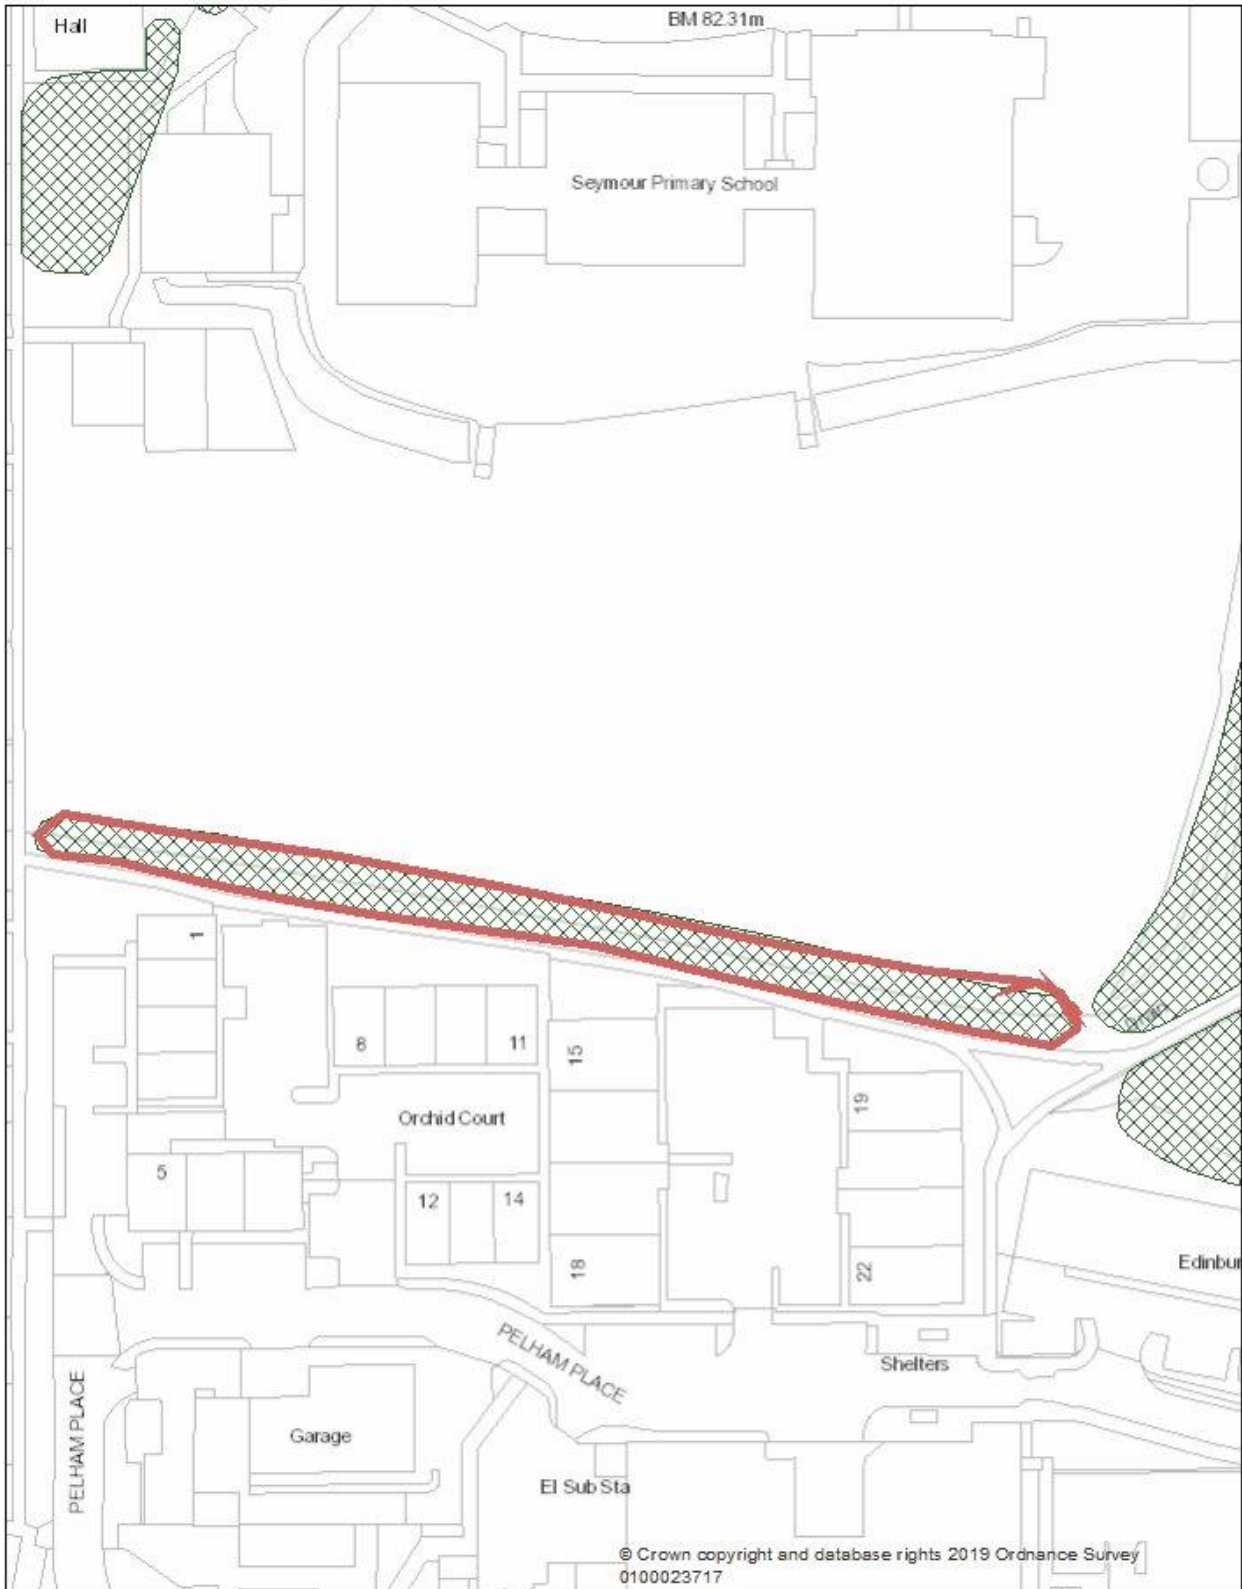 Hall
BM 82.31m
Seymour Primary School
1
8
11
15
Orchid Court
19
5
12
14
18
22
Edinbur
PELHAM PLACE
Shelters
PELHAM PLACE
Garage
El Sub Sta
© Crown copyright and database rights 2019 Ordnance Survey
0100023717